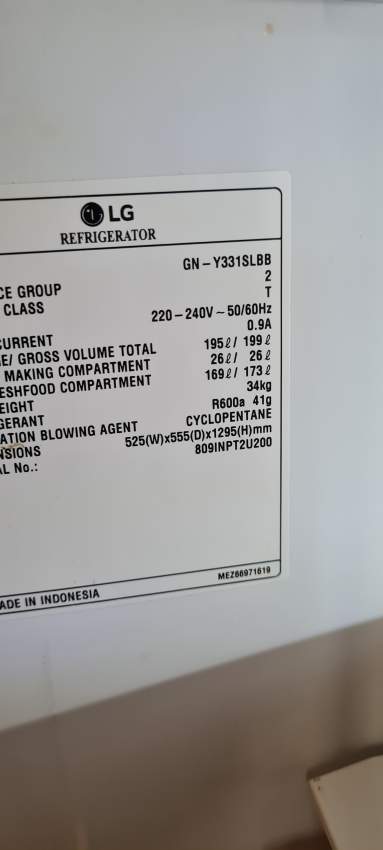 LG
REFRIGERATOR
GN-Y331SLBB
CE GROUP 2
CLASS T
220-240V~50/60Hz
CURRENT 0.9A
E/ GROSS VOLUME TOTAL 195ℓ/ 199ℓ
MAKING COMPARTMENT 26ℓ/ 26ℓ
ESHFOOD COMPARTMENT 169ℓ/ 173ℓ
EIGHT 34kg
GERANT R600a 41g
ATION BLOWING AGENT CYCLOPENTANE
NSIONS 525(W)x555(D)x1295(H)mm
AL No.: 809INPT2U200
MEZ66971619
ADE IN INDONESIA